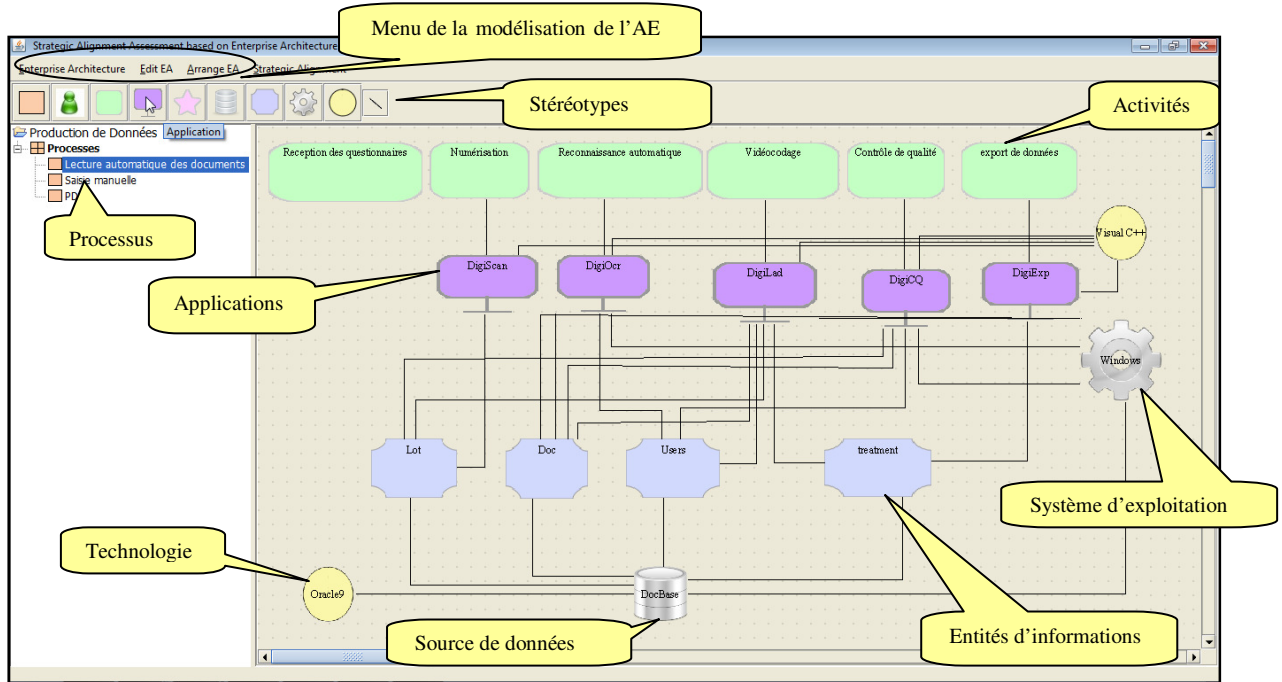 Menu de la modélisation de l'AE
Strategic Alignment Assessment based on Enterprise Architecture
Enterprise Architecture Edit EA Arrange EA Strategic Alignment
Stéréotypes
Activités
Production de Données
Application
Processes
Lecture automatique des documents
Saisie manuelle
PD
Processus
Reception des questionnaires
Numérisation
Reconnaissance automatique
Vidéocodage
Contrôle de qualité
export de données
Visual C++
Applications
DigiScan
DigiOcr
DigiLad
DigiCQ
DigiExp
Windows
Lot
Doc
Users
treatment
Système d'exploitation
Technologie
Oracle9
DocBase
Source de données
Entités d'informations